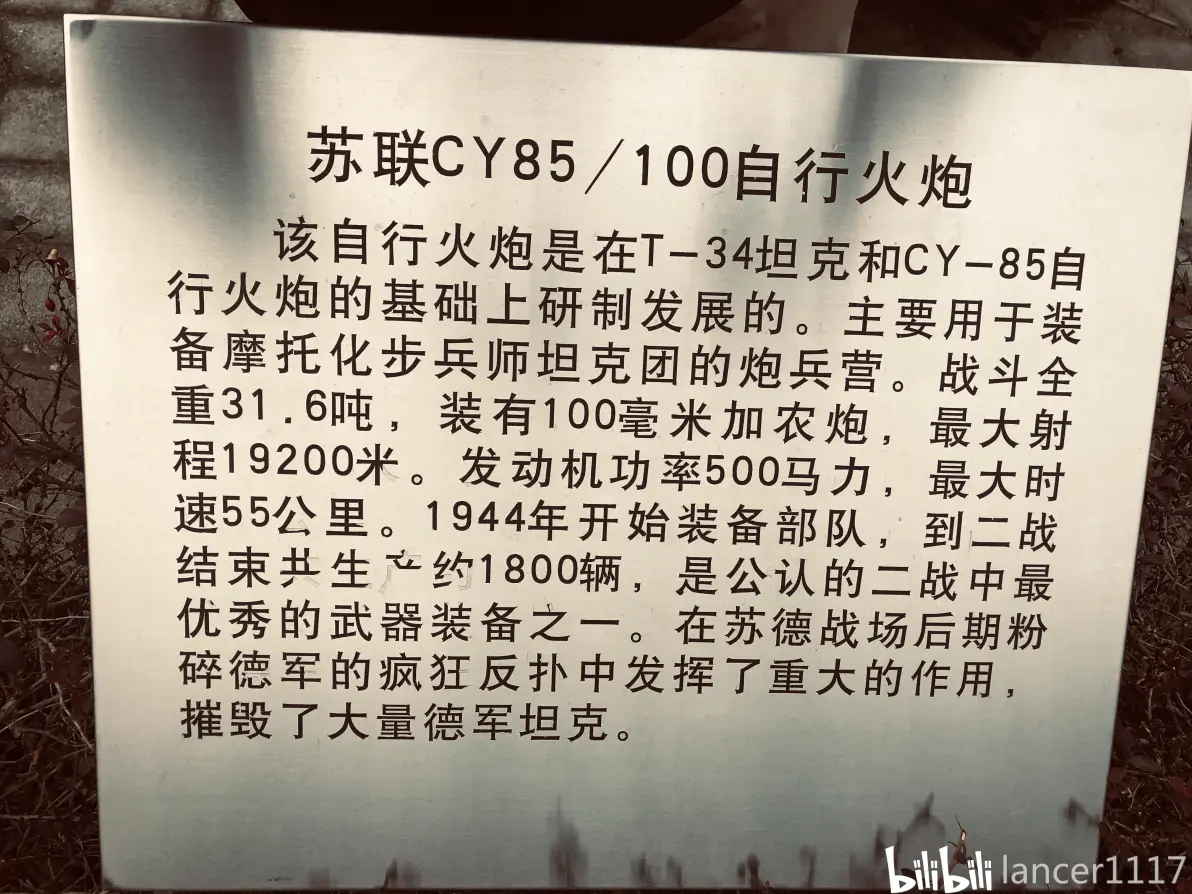 苏联CY85/100自行火炮
该自行火炮是在T-34坦克和CY-85自
行火炮的基础上研制发展的。主要用于装
备摩托化步兵师坦克团的炮兵营。战斗全
重31.6吨，装有100毫米加农炮，最大射
程19200米。发动机功率500马力，最大时
速55公里。1944年开始装备部队，到二战
结束共生产约1800辆，是公认的二战中最
优秀的武器装备之一。在苏德战场后期粉
碎德军的疯狂反扑中发挥了重大的作用，
摧毁了大量德军坦克。
bilibili lancer1117